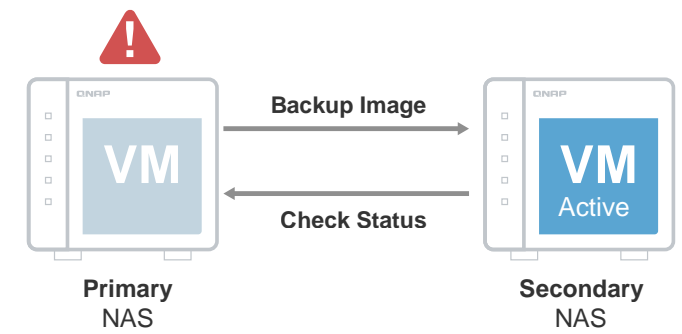 !
QNAP
VM
Primary
NAS
Backup Image
Check Status
QNAP
VM
Active
Secondary
NAS